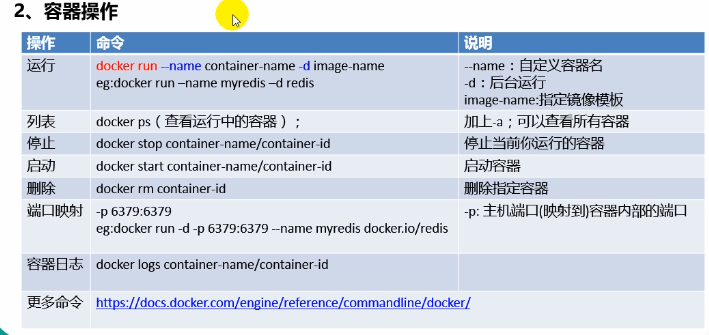 2、容器操作
操作 命令 说明
运行 docker run --name container-name -d image-name --name：自定义容器名
eg:docker run –name myredis –d redis -d：后台运行
image-name:指定镜像模板
列表 docker ps（查看运行中的容器）; 加上-a；可以查看所有容器
停止 docker stop container-name/container-id 停止当前你运行的容器
启动 docker start container-name/container-id 启动容器
删除 docker rm container-id 删除指定容器
端口映射 -p 6379:6379 -p: 主机端口(映射到)容器内部的端口
eg:docker run -d -p 6379:6379 --name myredis docker.io/redis
容器日志 docker logs container-name/container-id
更多命令 https://docs.docker.com/engine/reference/commandline/docker/